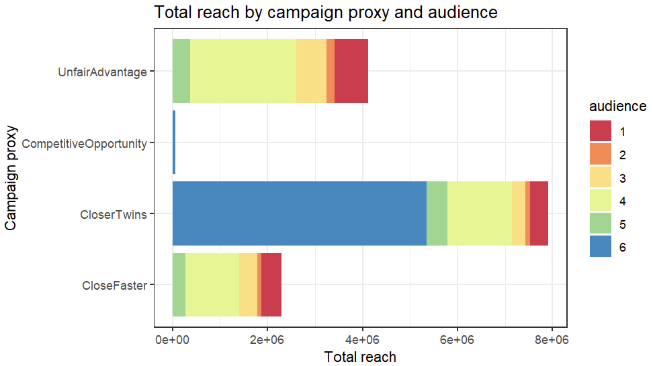 Total reach by campaign proxy and audience
Campaign proxy
UnfairAdvantage
CompetitiveOpportunity
CloserTwins
CloseFaster
0e+00 2e+06 4e+06 6e+06 8e+06
Total reach
audience
1
2
3
4
5
6